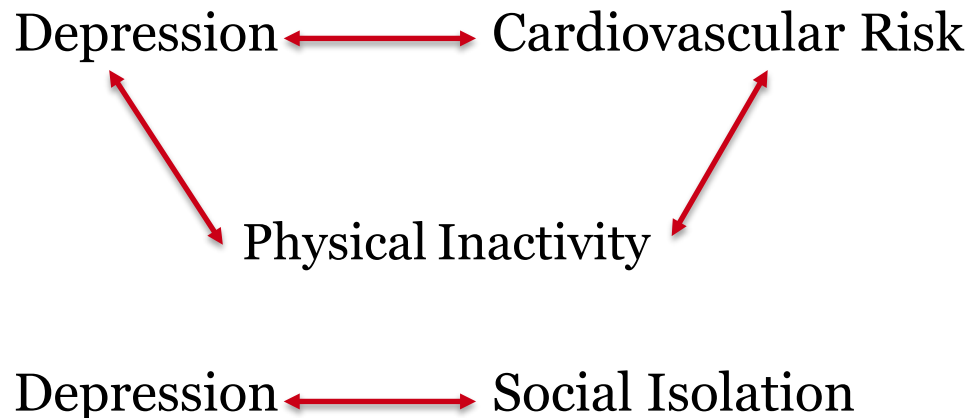 Depression Cardiovascular Risk
Physical Inactivity
Depression Social Isolation